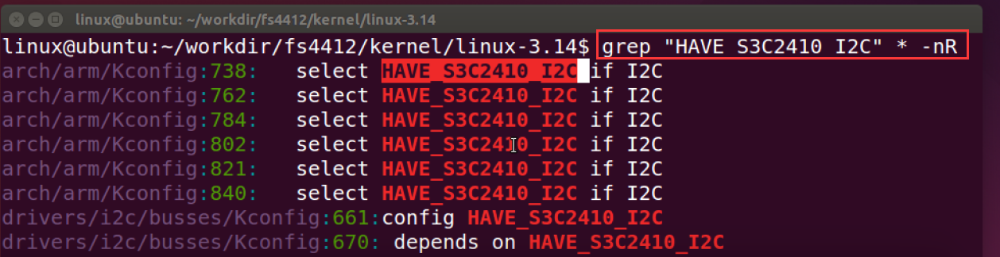 linux@ubuntu: ~/workdir/fs4412/kernel/linux-3.14
linux@ubuntu:~/workdir/fs4412/kernel/linux-3.14$ grep "HAVE_S3C2410_I2C" * -nR
arch/arm/Kconfig:738:   select HAVE_S3C2410_I2C if I2C
arch/arm/Kconfig:762:   select HAVE_S3C2410_I2C if I2C
arch/arm/Kconfig:784:   select HAVE_S3C2410_I2C if I2C
arch/arm/Kconfig:802:   select HAVE_S3C2410_I2C if I2C
arch/arm/Kconfig:821:   select HAVE_S3C2410_I2C if I2C
arch/arm/Kconfig:840:   select HAVE_S3C2410_I2C if I2C
drivers/i2c/busses/Kconfig:661:config HAVE_S3C2410_I2C
drivers/i2c/busses/Kconfig:670: depends on HAVE_S3C2410_I2C